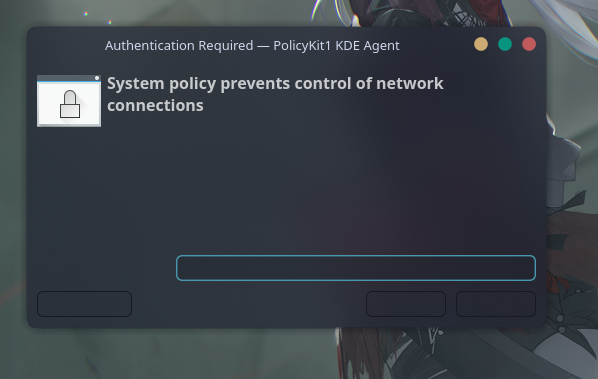 Authentication Required — PolicyKit1 KDE Agent
System policy prevents control of network
connections